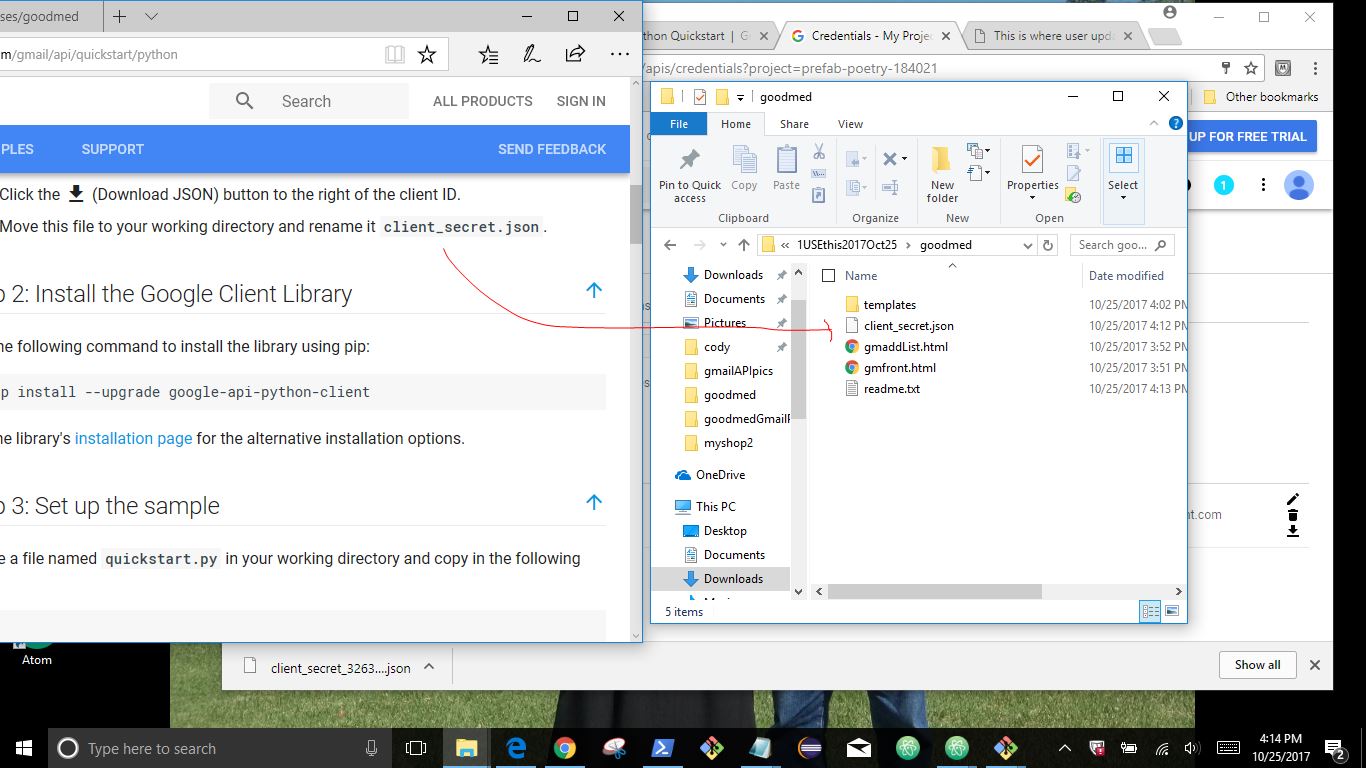 ses/goodmed
m/gmail/api/quickstart/python
Search
ALL PRODUCTS
SIGN IN
PLES
SUPPORT
SEND FEEDBACK
Click the (Download JSON) button to the right of the client ID.
Move this file to your working directory and rename it client_secret.json.
p 2: Install the Google Client Library
he following command to install the library using pip:
p install --upgrade google-api-python-client
he library's installation page for the alternative installation options.
p 3: Set up the sample
e a file named quickstart.py in your working directory and copy in the following
thon Quickstart | G
Credentials - My Proje
This is where user upda
/apis/credentials?project=prefab-poetry-184021
Other bookmarks
UP FOR FREE TRIAL
1
goodmed
File
Home
Share
View
Pin to Quick access
Copy
Paste
New folder
Properties
Select
Clipboard
Organize
New
Open
« 1USEthis2017Oct25 > goodmed
Search goo...
Downloads
Documents
Pictures
cody
gmailAPIpics
goodmed
goodmedGmailF
myshop2
OneDrive
This PC
Desktop
Documents
Downloads
Name
Date modified
templates 10/25/2017 4:02 PM
client_secret.json 10/25/2017 4:12 PM
gmaddList.html 10/25/2017 3:52 PM
gmfront.html 10/25/2017 3:51 PM
readme.txt 10/25/2017 4:13 PM
5 items
nt.com
Atom
client_secret_3263....json
Show all
Type here to search
4:14 PM
10/25/2017
2